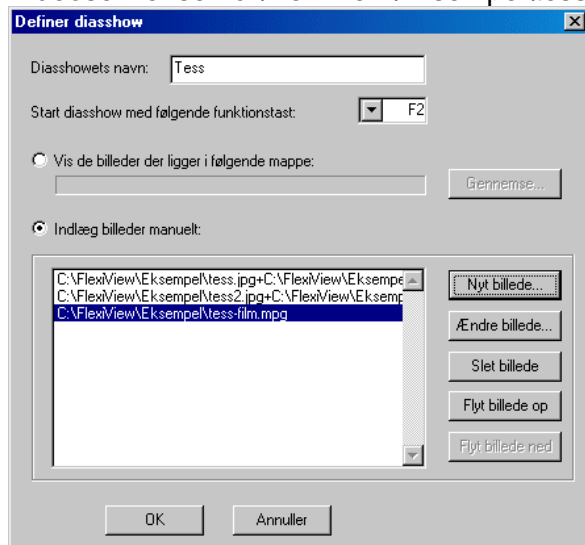 Definer diasshow
Diasshowets navn: Tess
Start diasshow med følgende funktionstast: F2
Vis de billeder der ligger i følgende mappe:
Gennemse...
Indlæg billeder manuelt:
C:\FlexiView\Eksempel\tess.jpg+C:\FlexiView\Eksempe
C:\FlexiView\Eksempel\tess2.jpg+C:\FlexiView\Eksemp
C:\FlexiView\Eksempel\tess-film.mpg
Nyt billede...
Ændre billede...
Slet billede
Flyt billede op
Flyt billede ned
OK Annuller